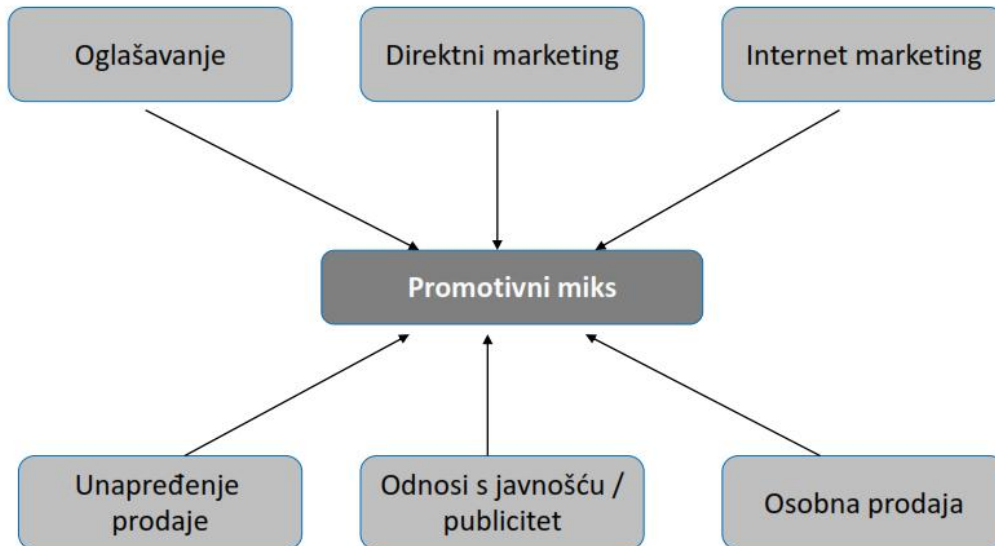 Oglašavanje
Direktni marketing
Internet marketing
Promotivni miks
Unapređenje
prodaje
Odnosi s javnošću /
publicitet
Osobna prodaja